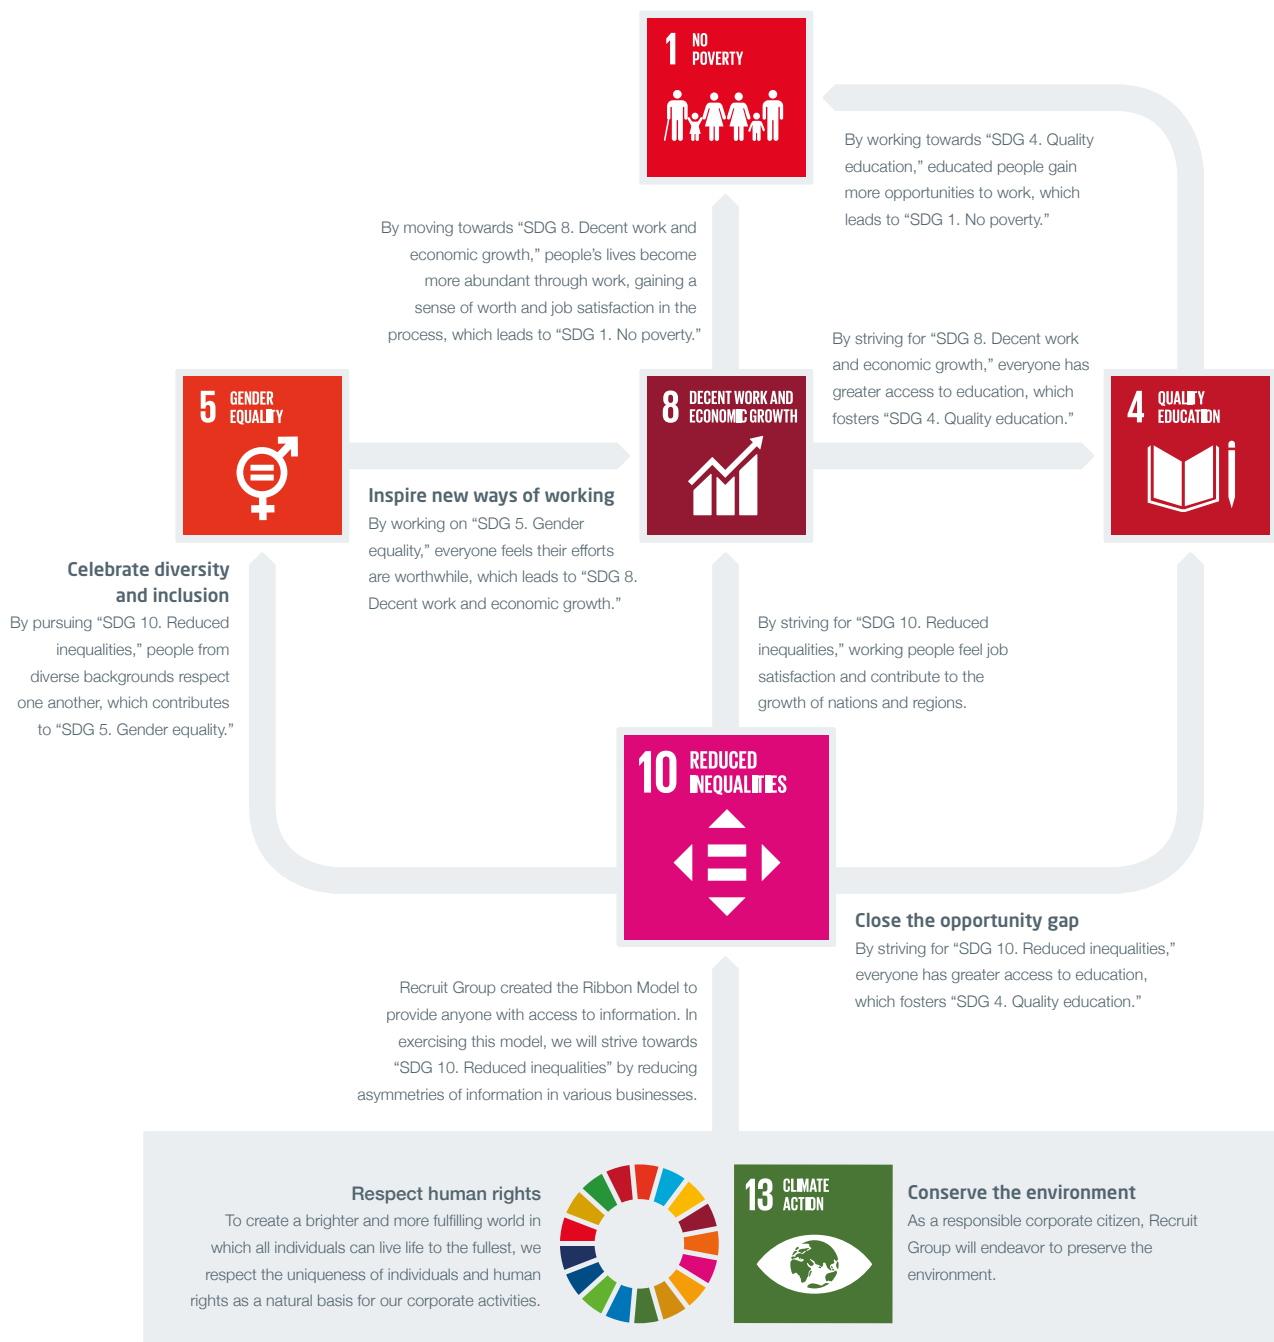 1 NO
POVERTY
By working towards “SDG 4. Quality
education,” educated people gain
more opportunities to work, which
leads to “SDG 1. No poverty.”
By moving towards “SDG 8. Decent work and
economic growth,” people’s lives become
more abundant through work, gaining a
sense of worth and job satisfaction in the
process, which leads to “SDG 1. No poverty.”
By striving for “SDG 8. Decent work
and economic growth,” everyone has
greater access to education, which
fosters “SDG 4. Quality education.”
5 GENDER
EQUALITY
8 DECENT WORK AND
ECONOMIC GROWTH
4 QUALITY
EDUCATION
Inspire new ways of working
By working on “SDG 5. Gender
equality,” everyone feels their efforts
are worthwhile, which leads to “SDG 8.
Decent work and economic growth.”
Celebrate diversity
and inclusion
By pursuing “SDG 10. Reduced
inequalities,” people from
diverse backgrounds respect
one another, which contributes
to “SDG 5. Gender equality.”
By striving for “SDG 10. Reduced
inequalities,” working people feel job
satisfaction and contribute to the
growth of nations and regions.
10 REDUCED
INEQUALITIES
Close the opportunity gap
By striving for “SDG 10. Reduced inequalities,”
everyone has greater access to education,
which fosters “SDG 4. Quality education.”
Recruit Group created the Ribbon Model to
provide anyone with access to information. In
exercising this model, we will strive towards
“SDG 10. Reduced inequalities” by reducing
asymmetries of information in various businesses.
Respect human rights
To create a brighter and more fulfilling world in
which all individuals can live life to the fullest, we
respect the uniqueness of individuals and human
rights as a natural basis for our corporate activities.
13 CLIMATE
ACTION
Conserve the environment
As a responsible corporate citizen, Recruit
Group will endeavor to preserve the
environment.